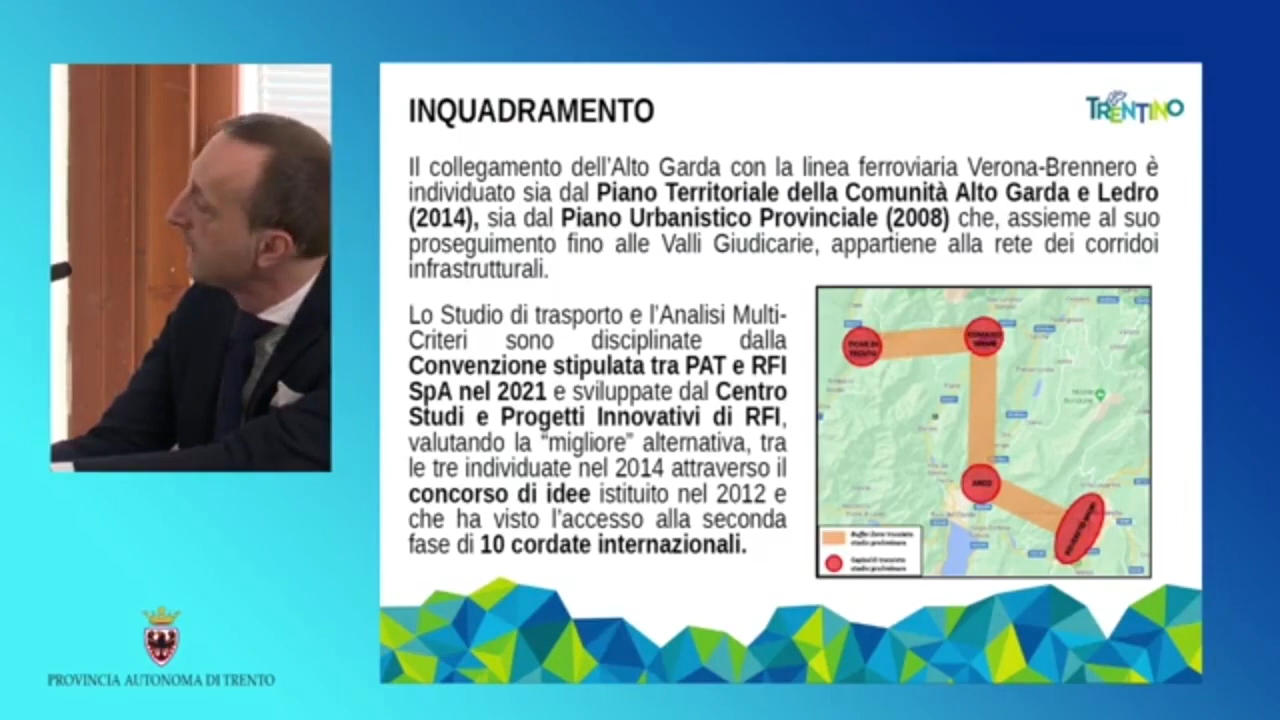 INQUADRAMENTO
TRENTINO
Il collegamento dell'Alto Garda con la linea ferroviaria Verona-Brennero è
individuato sia dal Piano Territoriale della Comunità Alto Garda e Ledro
(2014), sia dal Piano Urbanistico Provinciale (2008) che, assieme al suo
proseguimento fino alle Valli Giudicarie, appartiene alla rete dei corridoi
infrastrutturali.
Lo Studio di trasporto e l'Analisi Multi-
Criteri sono disciplinate dalla
Convenzione stipulata tra PAT e RFI
SpA nel 2021 e sviluppate dal Centro
Studi e Progetti Innovativi di RFI,
valutando la “migliore” alternativa, tra
le tre individuate nel 2014 attraverso il
concorso di idee istituito nel 2012 e
che ha visto l'accesso alla seconda
fase di 10 cordate internazionali.
ARCO
PROVINCIA AUTONOMA DI TRENTO